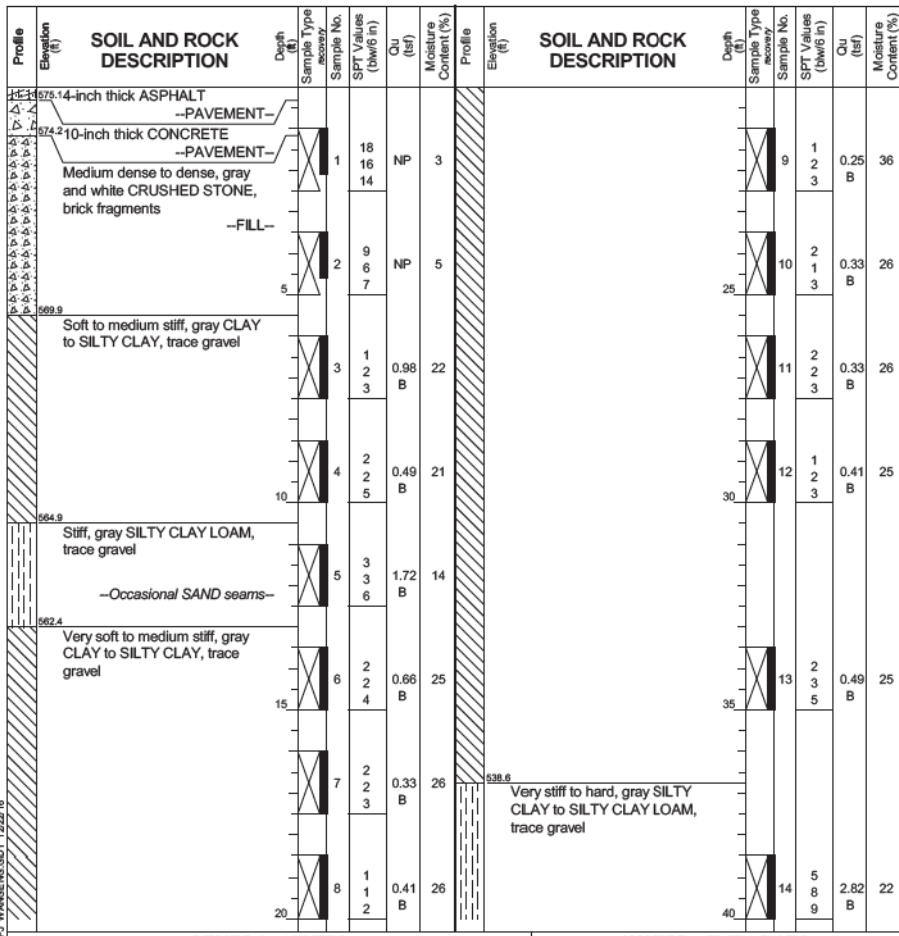 Profile
Elevation (ft)
SOIL AND ROCK DESCRIPTION
Depth (ft)
Sample Type
recovery
Sample No.
SPT Values (blw/6 in)
Qu (tsf)
Moisture Content (%)
575.1 4-inch thick ASPHALT
--PAVEMENT--
574.2 10-inch thick CONCRETE
--PAVEMENT--
Medium dense to dense, gray
and white CRUSHED STONE,
brick fragments
--FILL--
1 18 16 14 NP 3
2 9 6 7 NP 5
5
569.9
Soft to medium stiff, gray CLAY
to SILTY CLAY, trace gravel
3 1 2 3 0.98 B 22
4 2 2 5 0.49 B 21
10
564.9
Stiff, gray SILTY CLAY LOAM,
trace gravel
--Occasional SAND seams--
5 3 3 6 1.72 B 14
562.4
Very soft to medium stiff, gray
CLAY to SILTY CLAY, trace
gravel
6 2 2 4 0.66 B 25
15
7 2 2 3 0.33 B 26
8 1 1 2 0.41 B 26
20
Profile
Elevation (ft)
SOIL AND ROCK DESCRIPTION
Depth (ft)
Sample Type
recovery
Sample No.
SPT Values (blw/6 in)
Qu (tsf)
Moisture Content (%)
9 1 2 3 0.25 B 36
10 2 1 3 0.33 B 26
25
11 2 2 3 0.33 B 26
12 1 2 3 0.41 B 25
30
13 2 3 5 0.49 B 25
35
538.6
Very stiff to hard, gray SILTY
CLAY to SILTY CLAY LOAM,
trace gravel
14 5 8 9 2.82 B 22
40